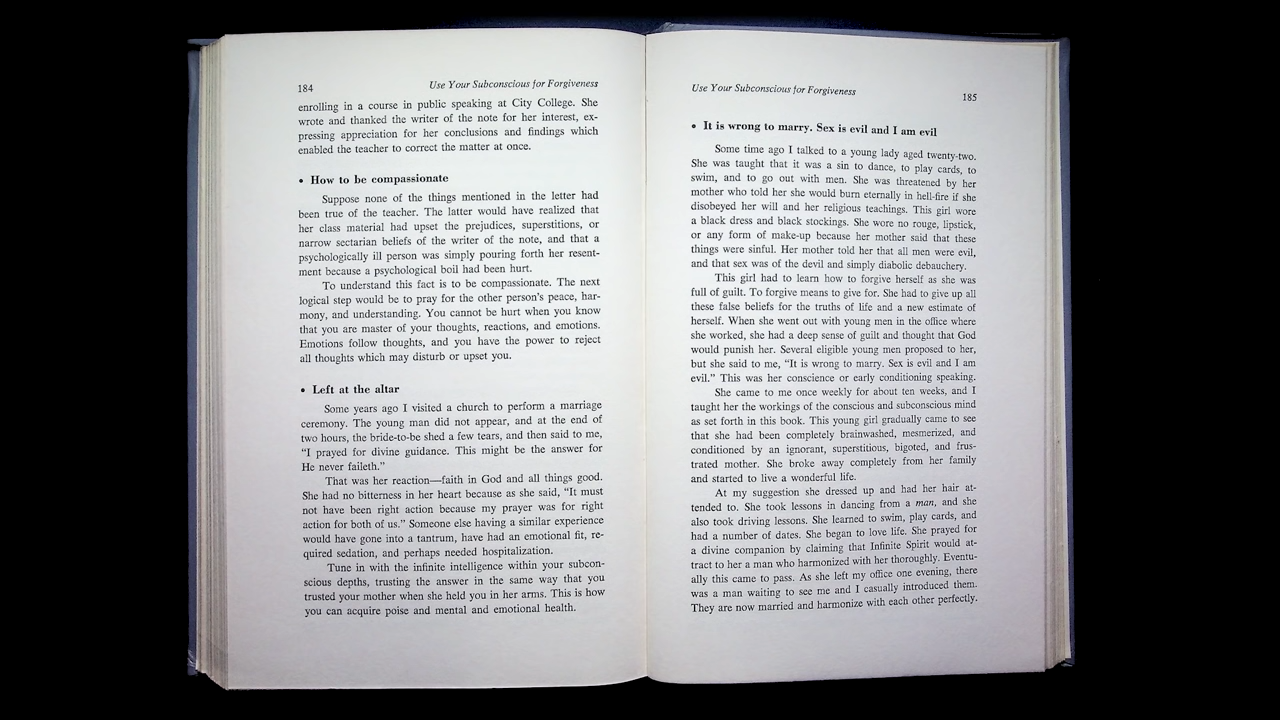 184
Use Your Subconscious for Forgiveness
enrolling in a course in public speaking at City College. She
wrote and thanked the writer of the note for her interest, ex-
pressing appreciation for her conclusions and findings which
enabled the teacher to correct the matter at once.
• How to be compassionate
Suppose none of the things mentioned in the letter had
been true of the teacher. The latter would have realized that
her class material had upset the prejudices, superstitions, or
narrow sectarian beliefs of the writer of the note, and that a
psychologically ill person was simply pouring forth her resent-
ment because a psychological boil had been hurt.
To understand this fact is to be compassionate. The next
logical step would be to pray for the other person's peace, har-
mony, and understanding. You cannot be hurt when you know
that you are master of your thoughts, reactions, and emotions.
Emotions follow thoughts, and you have the power to reject
all thoughts which may disturb or upset you.
• Left at the altar
Some years ago I visited a church to perform a marriage
ceremony. The young man did not appear, and at the end of
two hours, the bride-to-be shed a few tears, and then said to me,
“I prayed for divine guidance. This might be the answer for
He never faileth.”
That was her reaction—faith in God and all things good.
She had no bitterness in her heart because as she said, “It must
not have been right action because my prayer was for right
action for both of us.” Someone else having a similar experience
would have gone into a tantrum, have had an emotional fit, re-
quired sedation, and perhaps needed hospitalization.
Tune in with the infinite intelligence within your subcon-
scious depths, trusting the answer in the same way that you
trusted your mother when she held you in her arms. This is how
you can acquire poise and mental and emotional health.
Use Your Subconscious for Forgiveness
185
• It is wrong to marry. Sex is evil and I am evil
Some time ago I talked to a young lady aged twenty-two.
She was taught that it was a sin to dance, to play cards, to
swim, and to go out with men. She was threatened by her
mother who told her she would burn eternally in hell-fire if she
disobeyed her will and her religious teachings. This girl wore
a black dress and black stockings. She wore no rouge, lipstick,
or any form of make-up because her mother said that these
things were sinful. Her mother told her that all men were evil,
and that sex was of the devil and simply diabolic debauchery.
This girl had to learn how to forgive herself as she was
full of guilt. To forgive means to give for. She had to give up all
these false beliefs for the truths of life and a new estimate of
herself. When she went out with young men in the office where
she worked, she had a deep sense of guilt and thought that God
would punish her. Several eligible young men proposed to her,
but she said to me, “It is wrong to marry. Sex is evil and I am
evil.” This was her conscience or early conditioning speaking.
She came to me once weekly for about ten weeks, and I
taught her the workings of the conscious and subconscious mind
as set forth in this book. This young girl gradually came to see
that she had been completely brainwashed, mesmerized, and
conditioned by an ignorant, superstitious, bigoted, and frus-
trated mother. She broke away completely from her family
and started to live a wonderful life.
At my suggestion she dressed up and had her hair at-
tended to. She took lessons in dancing from a man, and she
also took driving lessons. She learned to swim, play cards, and
had a number of dates. She began to love life. She prayed for
a divine companion by claiming that Infinite Spirit would at-
tract to her a man who harmonized with her thoroughly. Eventu-
ally this came to pass. As she left my office one evening, there
was a man waiting to see me and I casually introduced them.
They are now married and harmonize with each other perfectly.